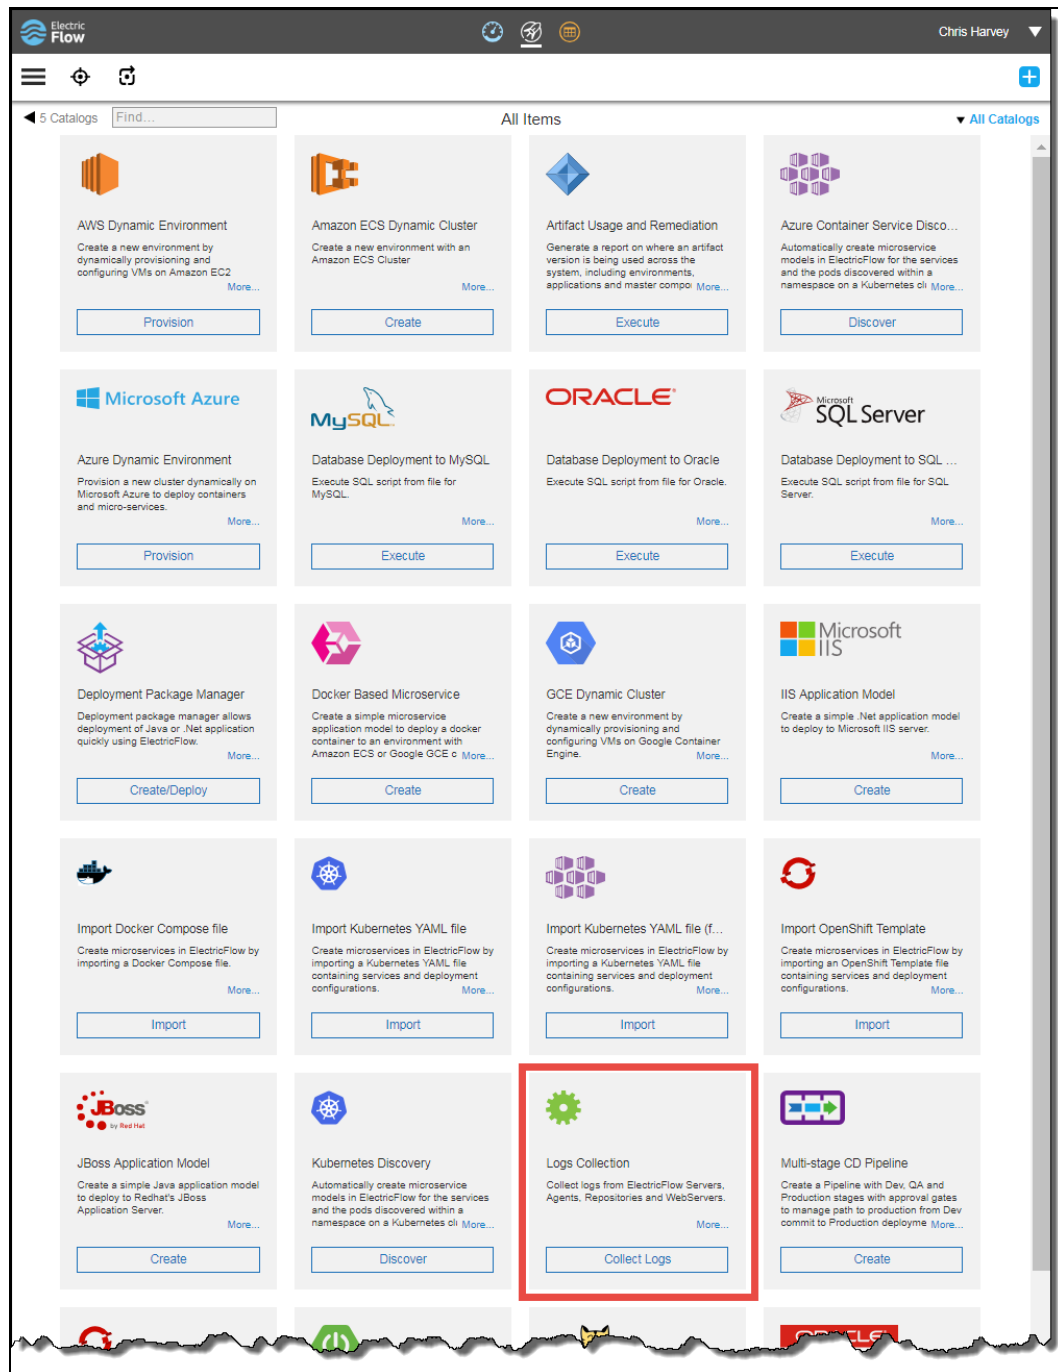 Electric
Flow
Chris Harvey
5 Catalogs
Find...
All Items
All Catalogs
AWS Dynamic Environment
Create a new environment by
dynamically provisioning and
configuring VMs on Amazon EC2
More...
Provision
Amazon ECS Dynamic Cluster
Create a new environment with an
Amazon ECS Cluster
More...
Create
Artifact Usage and Remediation
Generate a report on where an artifact
version is being used across the
system, including environments,
applications and master compo More...
Execute
Azure Container Service Disco...
Automatically create microservice
models in ElectricFlow for the services
and the pods discovered within a
namespace on a Kubernetes clu More...
Discover
Microsoft Azure
Azure Dynamic Environment
Provision a new cluster dynamically on
Microsoft Azure to deploy containers
and micro-services.
More...
Provision
MySQL
Database Deployment to MySQL
Execute SQL script from file for
MySQL.
More...
Execute
ORACLE
Database Deployment to Oracle
Execute SQL script from file for Oracle.
More...
Execute
Microsoft
SQL Server
Database Deployment to SQL ...
Execute SQL script from file for SQL
Server.
More...
Execute
Deployment Package Manager
Deployment package manager allows
deployment of Java or .Net application
quickly using ElectricFlow.
More...
Create/Deploy
Docker Based Microservice
Create a simple microservice
application model to deploy a docker
container to an environment with
Amazon ECS or Google GCE c More...
Create
GCE Dynamic Cluster
Create a new environment by
dynamically provisioning and
configuring VMs on Google Container
Engine. More...
Create
Microsoft
IIS
IIS Application Model
Create a simple .Net application model
to deploy to Microsoft IIS server.
More...
Create
Import Docker Compose file
Create microservices in ElectricFlow by
importing a Docker Compose file.
More...
Import
Import Kubernetes YAML file
Create microservices in ElectricFlow by
importing a Kubernetes YAML file
containing services and deployment
configurations. More...
Import
Import Kubernetes YAML file (f...
Create microservices in ElectricFlow by
importing a Kubernetes YAML file
containing services and deployment
configurations. More...
Import
Import OpenShift Template
Create microservices in ElectricFlow by
importing an OpenShift Template file
containing services and deployment
configurations. More...
Import
JBoss
by Red Hat
JBoss Application Model
Create a simple Java application model
to deploy to Redhat's JBoss
Application Server.
More...
Create
Kubernetes Discovery
Automatically create microservice
models in ElectricFlow for the services
and the pods discovered within a
namespace on a Kubernetes clu More...
Discover
Logs Collection
Collect logs from ElectricFlow Servers,
Agents, Repositories and WebServers.
More...
Collect Logs
Multi-stage CD Pipeline
Create a Pipeline with Dev, QA and
Production stages with approval gates
to manage path to production from Dev
commit to Production deployme More...
Create
ORACLE